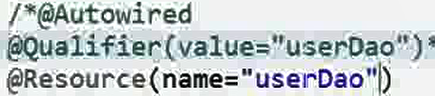 /*@Autowired
@Qualifier(value="userDao")*
@Resource(name="userDao")